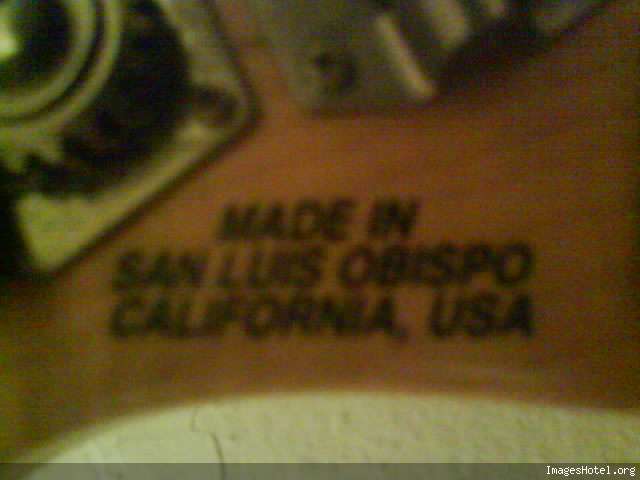 MADE IN
SAN LUIS OBISPO
CALIFORNIA, USA
ImagesHotel.org